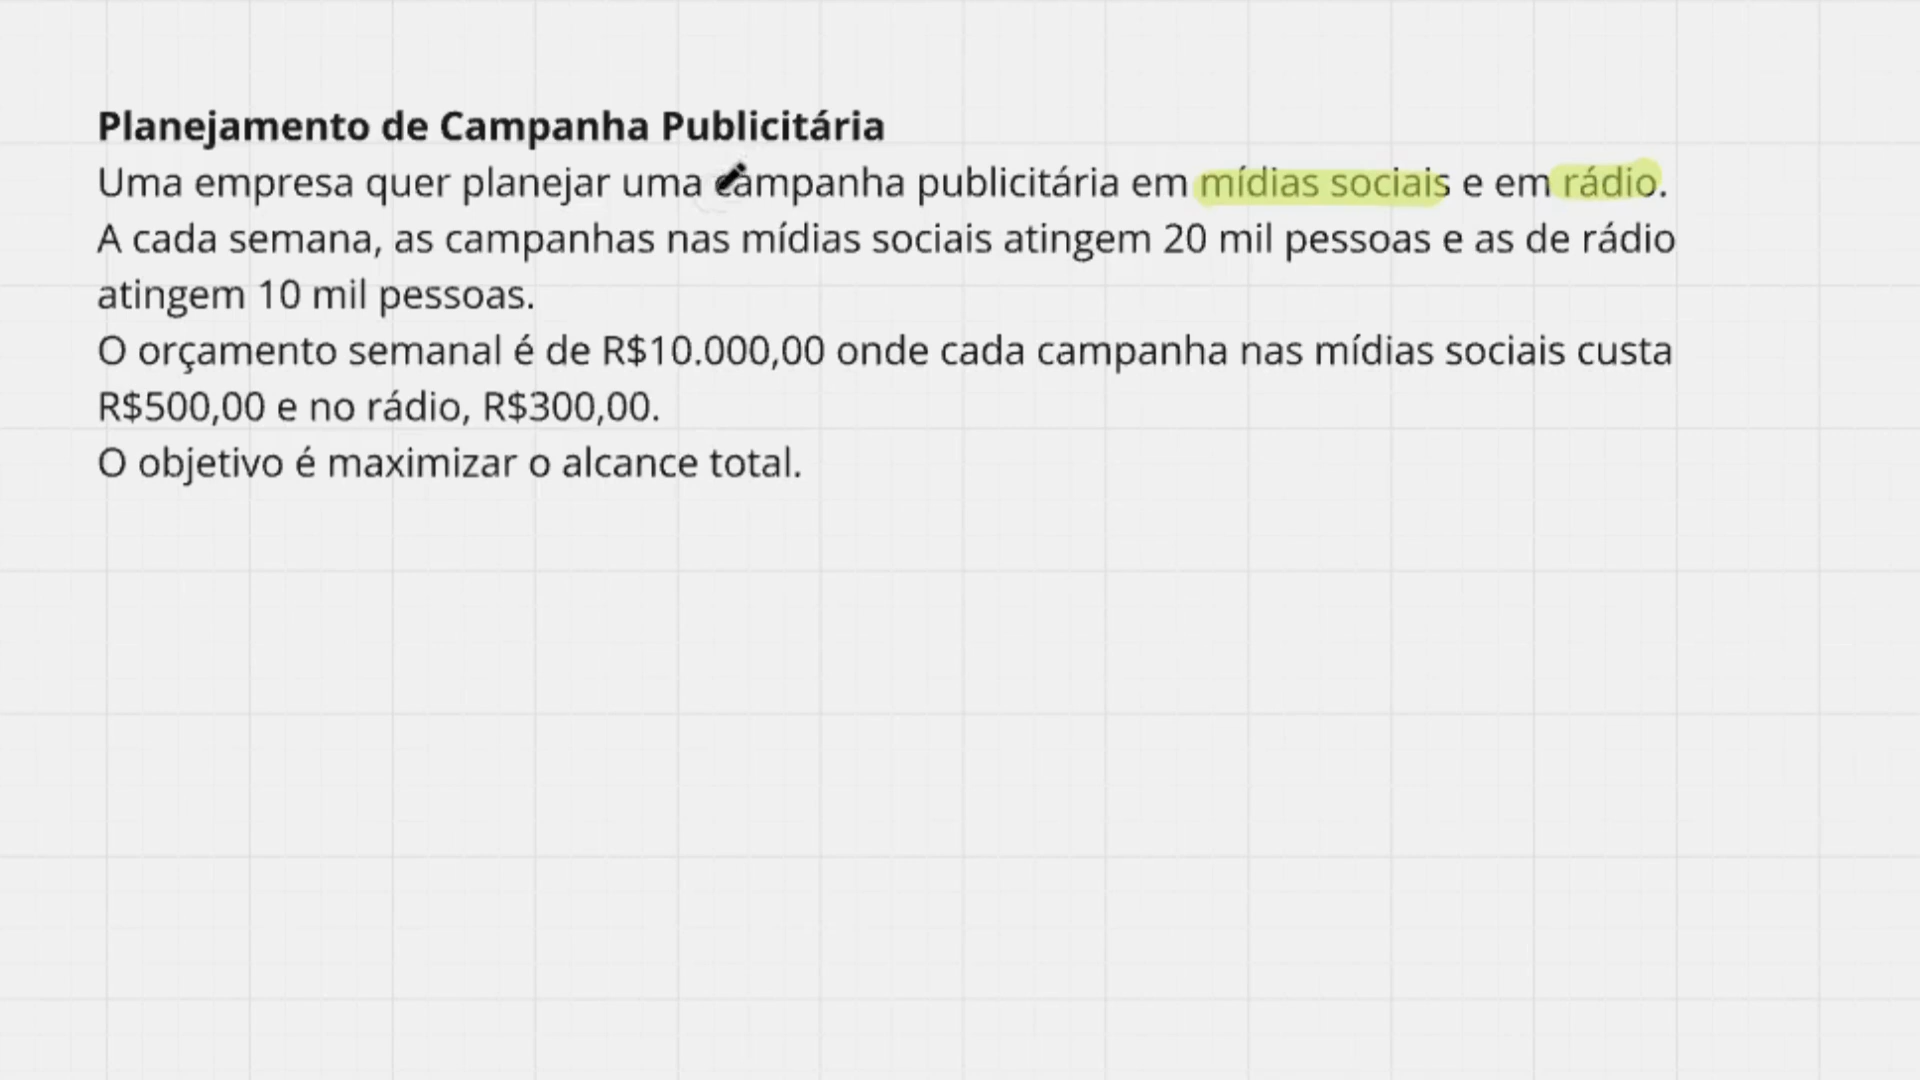 Planejamento de Campanha Publicitária
Uma empresa quer planejar uma campanha publicitária em mídias sociais e em rádio.
A cada semana, as campanhas nas mídias sociais atingem 20 mil pessoas e as de rádio
atingem 10 mil pessoas.
O orçamento semanal é de R$10.000,00 onde cada campanha nas mídias sociais custa
R$500,00 e no rádio, R$300,00.
O objetivo é maximizar o alcance total.